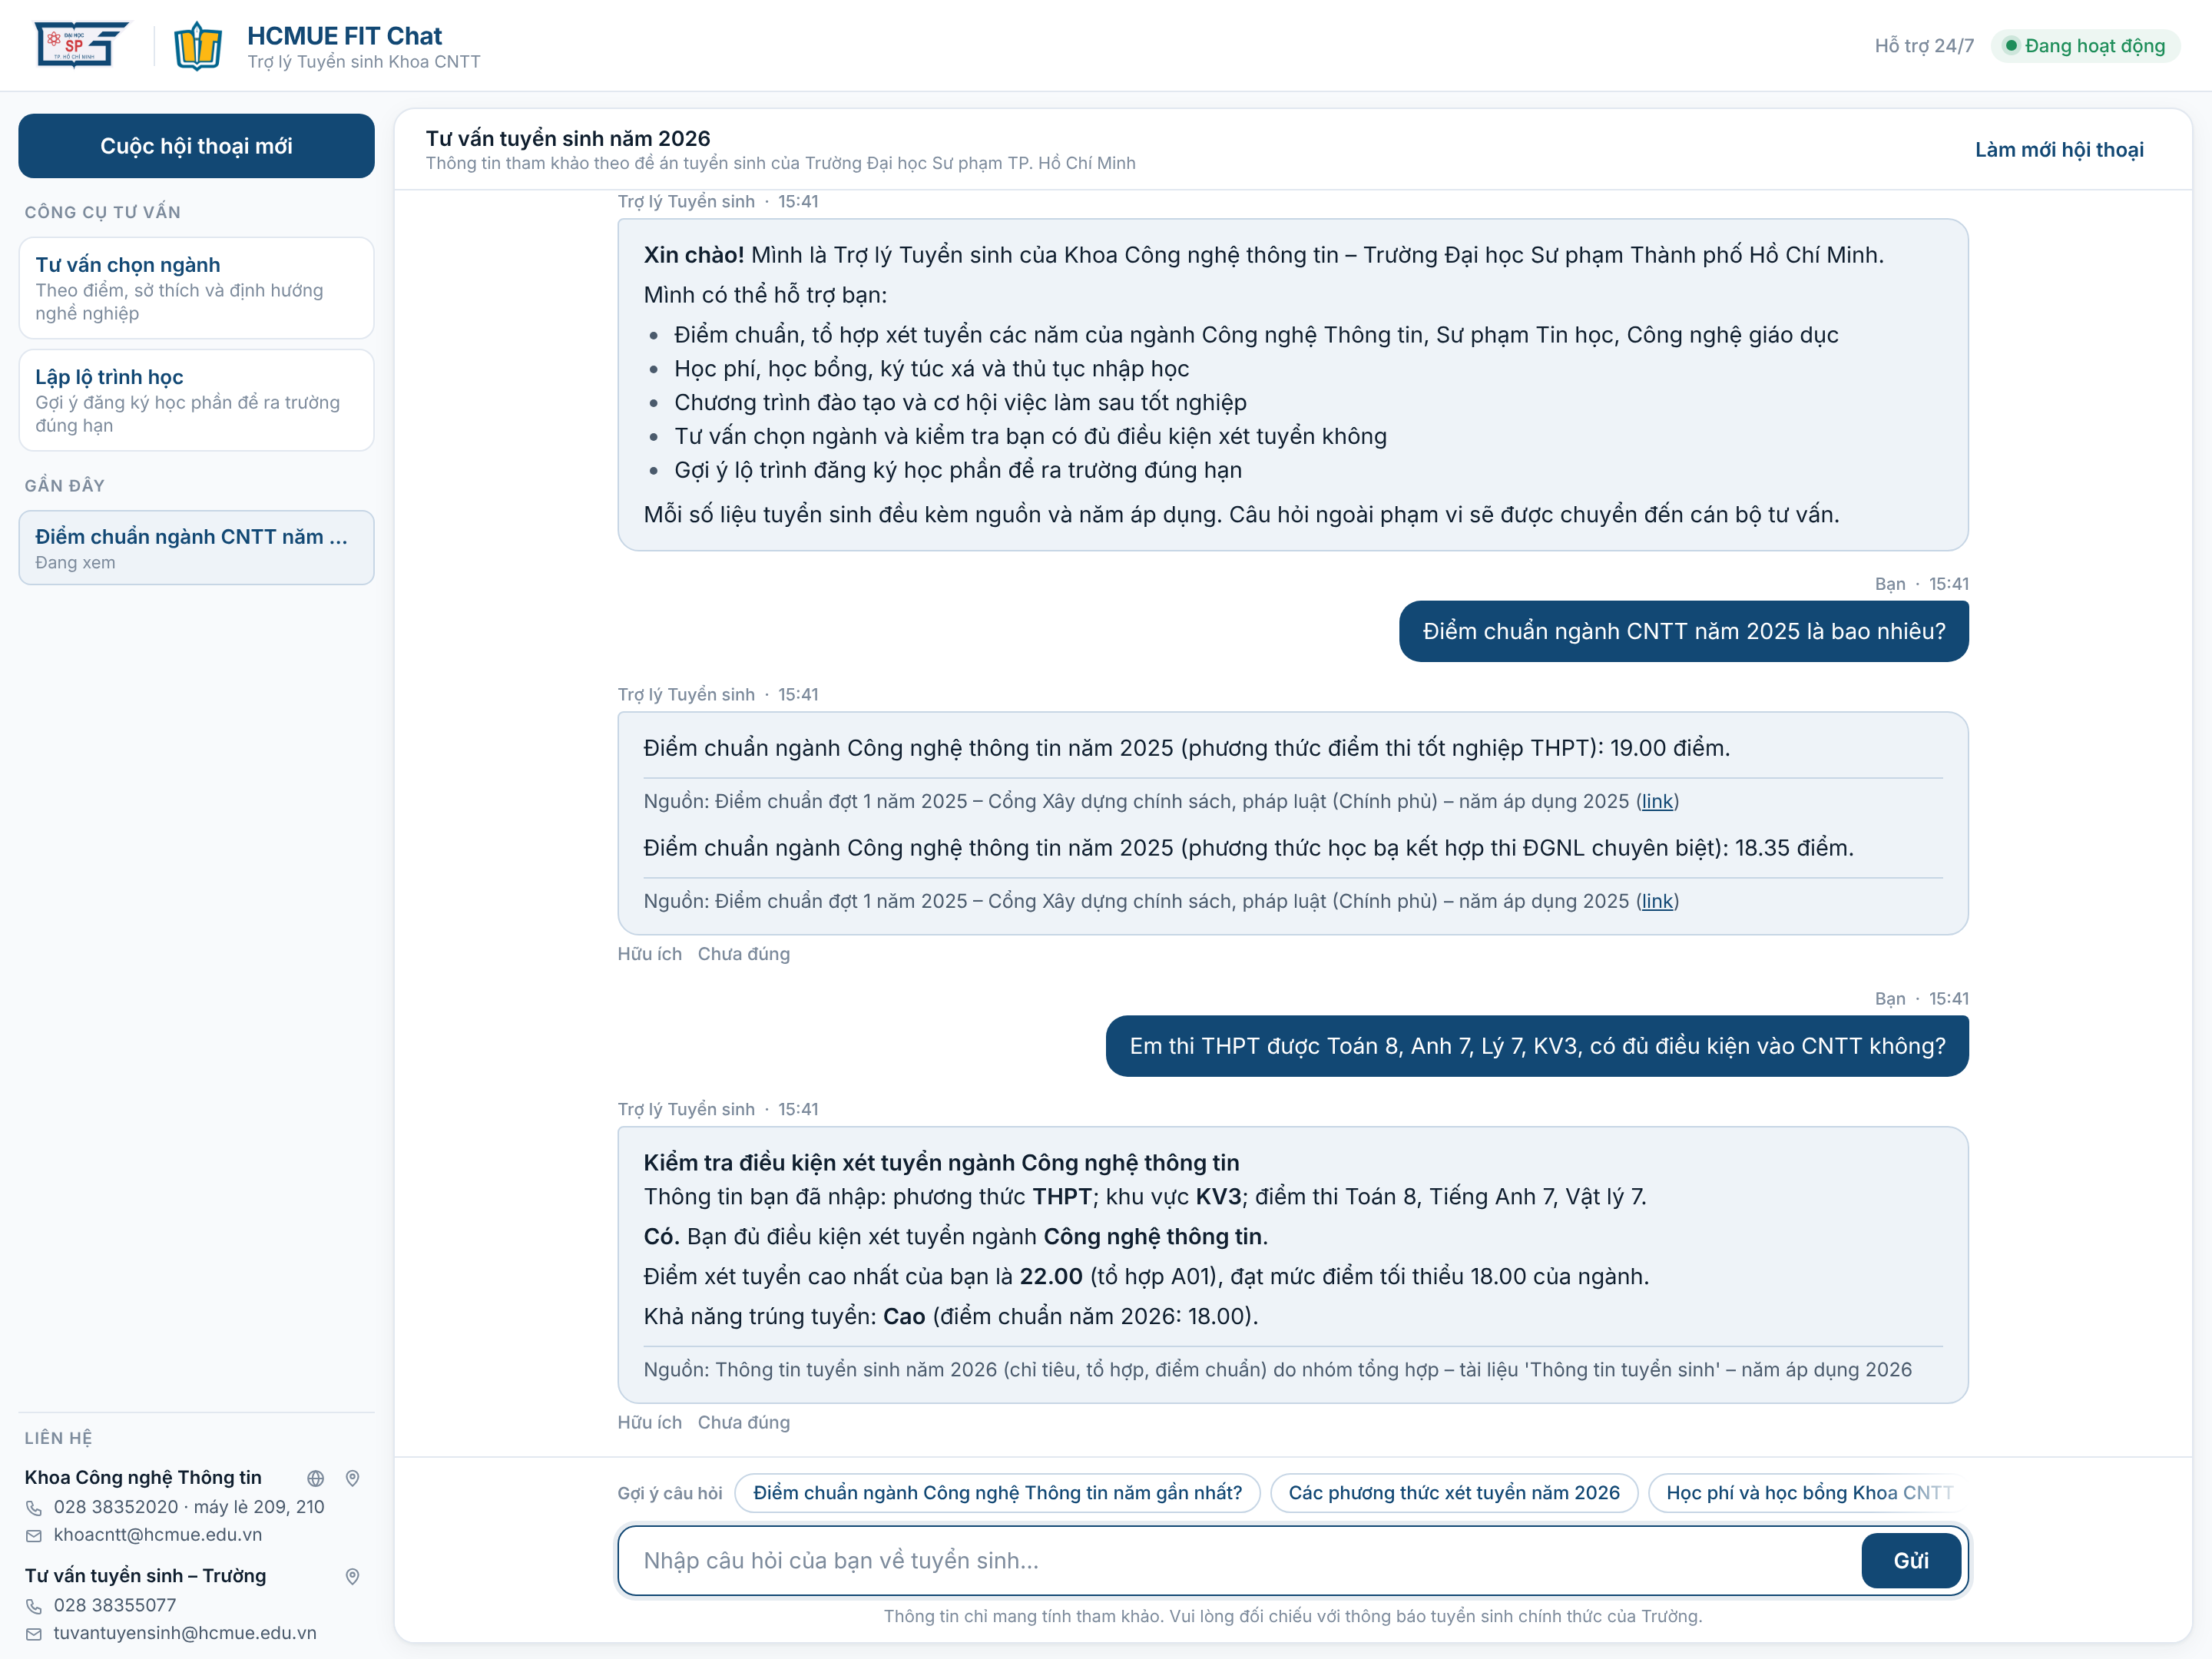 ĐẠI HỌC
SP
TP. HỒ CHÍ MINH
HCMUE FIT Chat
Trợ lý Tuyển sinh Khoa CNTT
Hỗ trợ 24/7
Đang hoạt động
Cuộc hội thoại mới
CÔNG CỤ TƯ VẤN
Tư vấn chọn ngành
Theo điểm, sở thích và định hướng
nghề nghiệp
Lập lộ trình học
Gợi ý đăng ký học phần để ra trường
đúng hạn
GẦN ĐÂY
Điểm chuẩn ngành CNTT năm ...
Đang xem
LIÊN HỆ
Khoa Công nghệ Thông tin
028 38352020 · máy lẻ 209, 210
khoacntt@hcmue.edu.vn
Tư vấn tuyển sinh – Trường
028 38355077
tuvantuyensinh@hcmue.edu.vn
Tư vấn tuyển sinh năm 2026
Thông tin tham khảo theo đề án tuyển sinh của Trường Đại học Sư phạm TP. Hồ Chí Minh
Làm mới hội thoại
Trợ lý Tuyển sinh · 15:41
Xin chào! Mình là Trợ lý Tuyển sinh của Khoa Công nghệ thông tin – Trường Đại học Sư phạm Thành phố Hồ Chí Minh.
Mình có thể hỗ trợ bạn:
• Điểm chuẩn, tổ hợp xét tuyển các năm của ngành Công nghệ Thông tin, Sư phạm Tin học, Công nghệ giáo dục
• Học phí, học bổng, ký túc xá và thủ tục nhập học
• Chương trình đào tạo và cơ hội việc làm sau tốt nghiệp
• Tư vấn chọn ngành và kiểm tra bạn có đủ điều kiện xét tuyển không
• Gợi ý lộ trình đăng ký học phần để ra trường đúng hạn
Mỗi số liệu tuyển sinh đều kèm nguồn và năm áp dụng. Câu hỏi ngoài phạm vi sẽ được chuyển đến cán bộ tư vấn.
Bạn · 15:41
Điểm chuẩn ngành CNTT năm 2025 là bao nhiêu?
Trợ lý Tuyển sinh · 15:41
Điểm chuẩn ngành Công nghệ thông tin năm 2025 (phương thức điểm thi tốt nghiệp THPT): 19.00 điểm.
Nguồn: Điểm chuẩn đợt 1 năm 2025 – Cổng Xây dựng chính sách, pháp luật (Chính phủ) – năm áp dụng 2025 (link)
Điểm chuẩn ngành Công nghệ thông tin năm 2025 (phương thức học bạ kết hợp thi ĐGNL chuyên biệt): 18.35 điểm.
Nguồn: Điểm chuẩn đợt 1 năm 2025 – Cổng Xây dựng chính sách, pháp luật (Chính phủ) – năm áp dụng 2025 (link)
Hữu ích Chưa đúng
Bạn · 15:41
Em thi THPT được Toán 8, Anh 7, Lý 7, KV3, có đủ điều kiện vào CNTT không?
Trợ lý Tuyển sinh · 15:41
Kiểm tra điều kiện xét tuyển ngành Công nghệ thông tin
Thông tin bạn đã nhập: phương thức THPT; khu vực KV3; điểm thi Toán 8, Tiếng Anh 7, Vật lý 7.
Có. Bạn đủ điều kiện xét tuyển ngành Công nghệ thông tin.
Điểm xét tuyển cao nhất của bạn là 22.00 (tổ hợp A01), đạt mức điểm tối thiểu 18.00 của ngành.
Khả năng trúng tuyển: Cao (điểm chuẩn năm 2026: 18.00).
Nguồn: Thông tin tuyển sinh năm 2026 (chỉ tiêu, tổ hợp, điểm chuẩn) do nhóm tổng hợp – tài liệu 'Thông tin tuyển sinh' – năm áp dụng 2026
Hữu ích Chưa đúng
Gợi ý câu hỏi
Điểm chuẩn ngành Công nghệ Thông tin năm gần nhất?
Các phương thức xét tuyển năm 2026
Học phí và học bổng Khoa CNTT
Nhập câu hỏi của bạn về tuyển sinh...
Gửi
Thông tin chỉ mang tính tham khảo. Vui lòng đối chiếu với thông báo tuyển sinh chính thức của Trường.